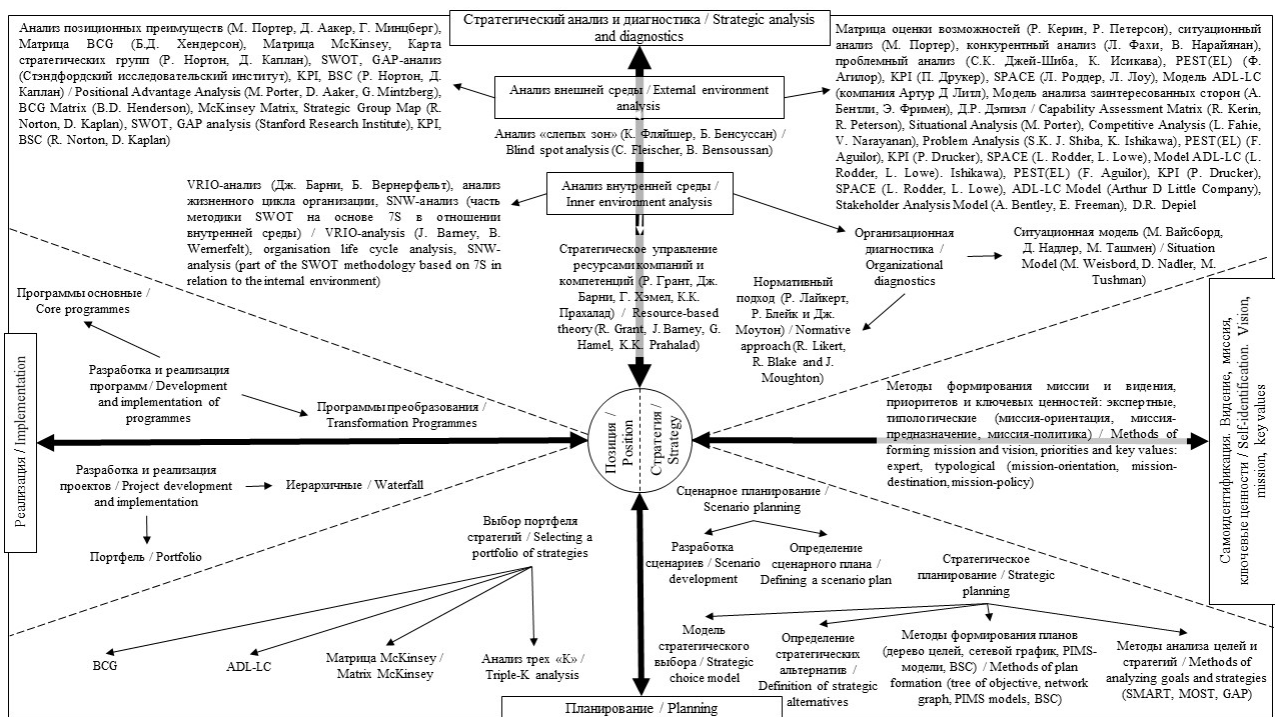 Стратегический анализ и диагностика / Strategic analysis
and diagnostics
Анализ позиционных преимуществ (М. Портер, Д. Аакер, Г. Минцберг),
Матрица BCG (Б.Д. Хендерсон), Матрица McKinsey, Карта
стратегических групп (Р. Нортон, Д. Каплан), SWOT, GAP-анализ
(Стэндфордский исследовательский институт), KPI, BSC (Р. Нортон, Д.
Каплан) / Positional Advantage Analysis (M. Porter, D. Aaker, G. Mintzberg),
BCG Matrix (B.D. Henderson), McKinsey Matrix, Strategic Group Map (R.
Norton, D. Kaplan), SWOT, GAP analysis (Stanford Research Institute), KPI,
BSC (R. Norton, D. Kaplan)
Анализ внешней среды / External environment
analysis
Анализ «слепых зон» (К. Фляйшер, Б. Бенсуссан) /
Blind spot analysis (C. Fleischer, B. Bensoussan)
Матрица оценки возможностей (Р. Керин, Р. Петерсон), ситуационный
анализ (М. Портер), конкурентный анализ (Л. Фахи, В. Нарайянан),
проблемный анализ (С.К. Джей-Шиба, К. Исикава), PEST(EL) (Ф.
Агилор), KPI (П. Друкер), SPACE (Л. Роддер, Л. Лоу), Модель ADL-LC
(компания Артур Д Литл), Модель анализа заинтересованных сторон (А.
Бентли, Э. Фримен), Д.Р. Дэпиэл / Capability Assessment Matrix (R. Kerin,
R. Peterson), Situational Analysis (M. Porter), Competitive Analysis (L. Fahie,
V. Narayanan), Problem Analysis (S.K. J. Shiba, K. Ishikawa), PEST(EL) (F.
Aguilor), KPI (P. Drucker), SPACE (L. Rodder, L. Lowe), Model ADL-LC (L.
Rodder, L. Lowe). Ishikawa), PEST(EL) (F. Aguilor), KPI (P. Drucker),
SPACE (L. Rodder, L. Lowe), ADL-LC Model (Arthur D Little Company),
Stakeholder Analysis Model (A. Bentley, E. Freeman), D.R. Depiel
VRIO-анализ (Дж. Барни, Б. Вернерфельт), анализ
жизненного цикла организации, SNW-анализ (часть
методики SWOT на основе 7S в отношении
внутренней среды) / VRIO-analysis (J. Barney, B.
Wernerfelt), organisation life cycle analysis, SNW-
analysis (part of the SWOT methodology based on 7S in
relation to the internal environment)
Анализ внутренней среды /
Inner environment analysis
Стратегическое управление
ресурсами компаний и
компетенций (Р. Грант, Дж.
Барни, Г. Хэмел, К.К.
Прахалад) / Resource-based
theory (R. Grant, J. Barney, G.
Hamel, K.K. Prahalad)
Организационная
диагностика /
Organizational
diagnostics
Ситуационная модель (М. Вайсборд,
Д. Надлер, М. Ташмен) / Situation
Model (M. Weisbord, D. Nadler, M.
Tushman)
Нормативный
подход (Р. Лайкерт,
Р. Блейк и Дж.
Моутон) / Normative
approach (R. Likert,
R. Blake and J.
Moughton)
Программы основные /
Core programmes
Разработка и реализация
программ / Development
and implementation of
programmes
Программы преобразования /
Transformation Programmes
Реализация / Implementation
Разработка и реализация
проектов / Project development
and implementation
Иерархичные / Waterfall
Портфель / Portfolio
Позиция /
Position
Стратегия /
Strategy
Методы формирования миссии и видения,
приоритетов и ключевых ценностей: экспертные,
типологические (миссия-ориентация, миссия-
предназначение, миссия-политика) / Methods of
forming mission and vision, priorities and key values:
expert, typological (mission-orientation, mission-
destination, mission-policy)
Самоидентификация. Видение, миссия,
ключевые ценности / Self-identification. Vision,
mission, key values
Выбор портфеля
стратегий / Selecting a
portfolio of strategies
BCG
ADL-LC
Матрица McKinsey /
Matrix McKinsey
Анализ трех «К» /
Triple-K analysis
Сценарное планирование /
Scenario planning
Разработка
сценариев / Scenario
development
Определение
сценарного плана /
Defining a scenario plan
Стратегическое
планирование / Strategic
planning
Модель
стратегического
выбора / Strategic
choice model
Определение
стратегических
альтернатив /
Definition of strategic
alternatives
Методы формирования планов
(дерево целей, сетевой график, PIMS-
модели, BSC) / Methods of plan
formation (tree of objective, network
graph, PIMS models, BSC)
Методы анализа целей и
стратегий / Methods of
analyzing goals and strategies
(SMART, MOST, GAP)
Планирование / Planning